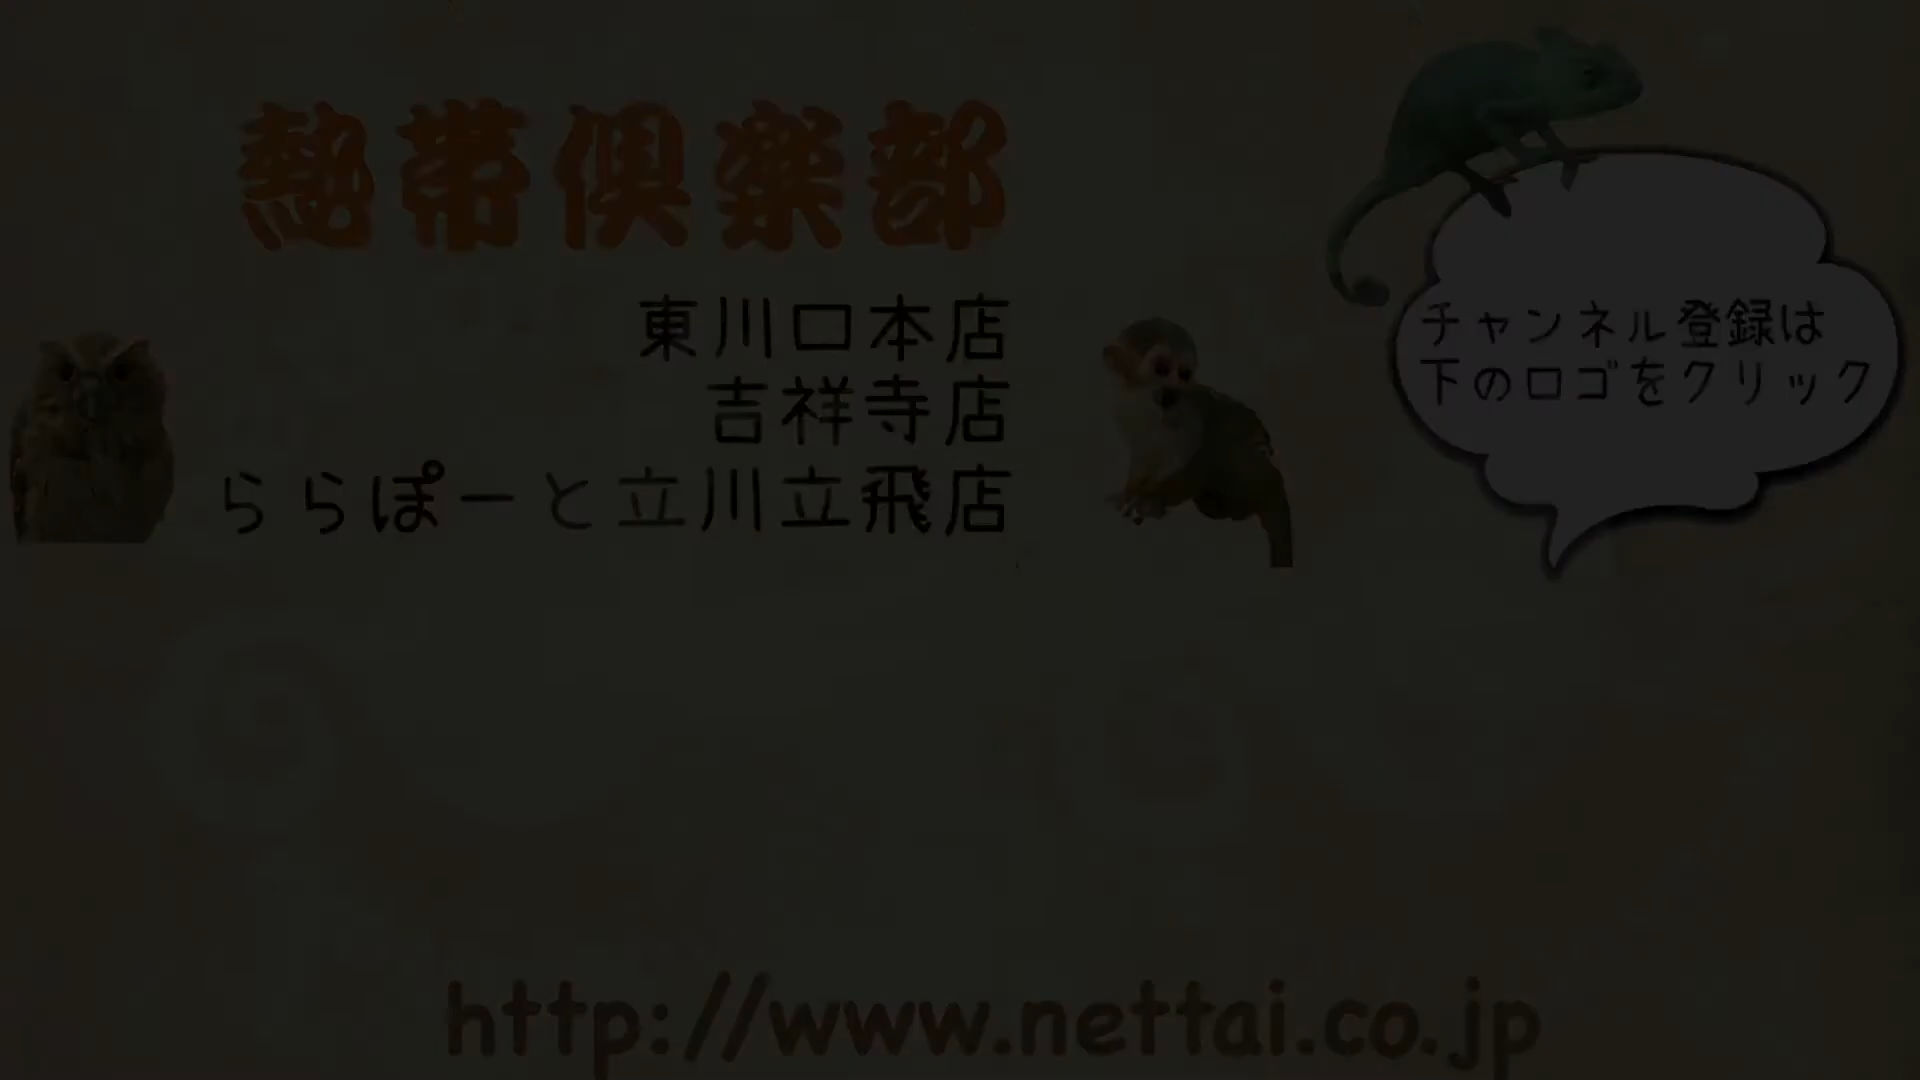 熱帯倶楽部
東川口本店
吉祥寺店
ららぽーと立川立飛店
チャンネル登録は
下のロゴをクリック
http://www.nettai.co.jp